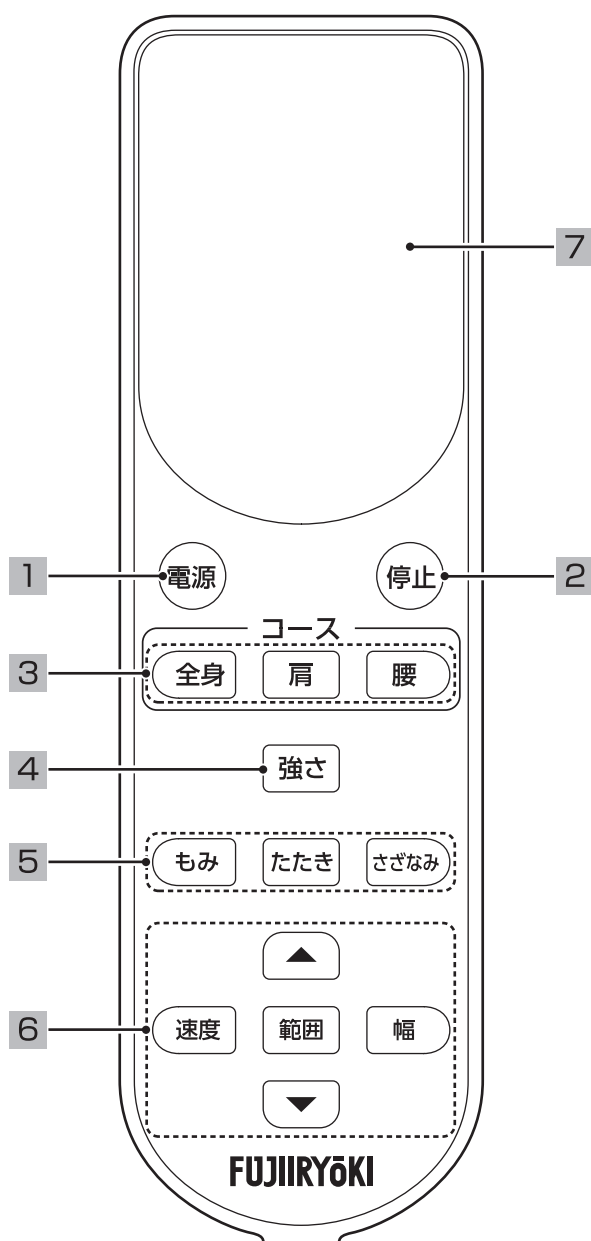 7
1 電源 停止 2
コース
3 全身 肩 腰
4 強さ
5 もみ たたき さざなみ
▲
6 速度 範囲 幅
▼
FUJIIRYōKI